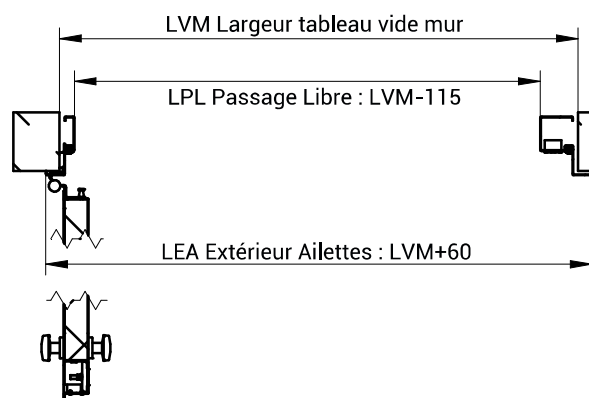 LVM Largeur tableau vide mur
LPL Passage Libre : LVM-115
LEA Extérieur Ailettes : LVM+60